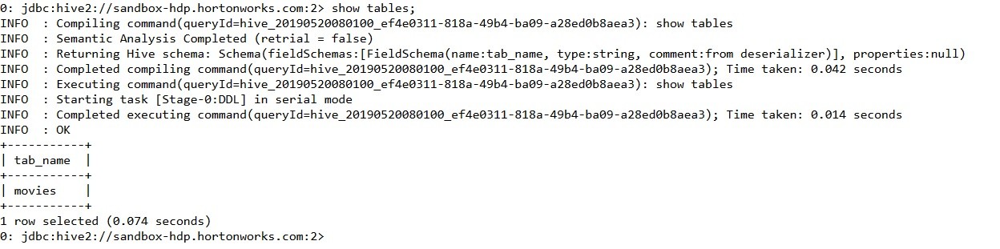 0: jdbc:hive2://sandbox-hdp.hortonworks.com:2> show tables;
INFO  : Compiling command(queryId=hive_20190520080100_ef4e0311-818a-49b4-ba09-a28ed0b8aea3): show tables
INFO  : Semantic Analysis Completed (retrial = false)
INFO  : Returning Hive schema: Schema(fieldSchemas:[FieldSchema(name:tab_name, type:string, comment:from deserializer)], properties:null)
INFO  : Completed compiling command(queryId=hive_20190520080100_ef4e0311-818a-49b4-ba09-a28ed0b8aea3); Time taken: 0.042 seconds
INFO  : Executing command(queryId=hive_20190520080100_ef4e0311-818a-49b4-ba09-a28ed0b8aea3): show tables
INFO  : Starting task [Stage-0:DDL] in serial mode
INFO  : Completed executing command(queryId=hive_20190520080100_ef4e0311-818a-49b4-ba09-a28ed0b8aea3); Time taken: 0.014 seconds
INFO  : OK
+-----------+
| tab_name  |
+-----------+
| movies    |
+-----------+
1 row selected (0.074 seconds)
0: jdbc:hive2://sandbox-hdp.hortonworks.com:2>